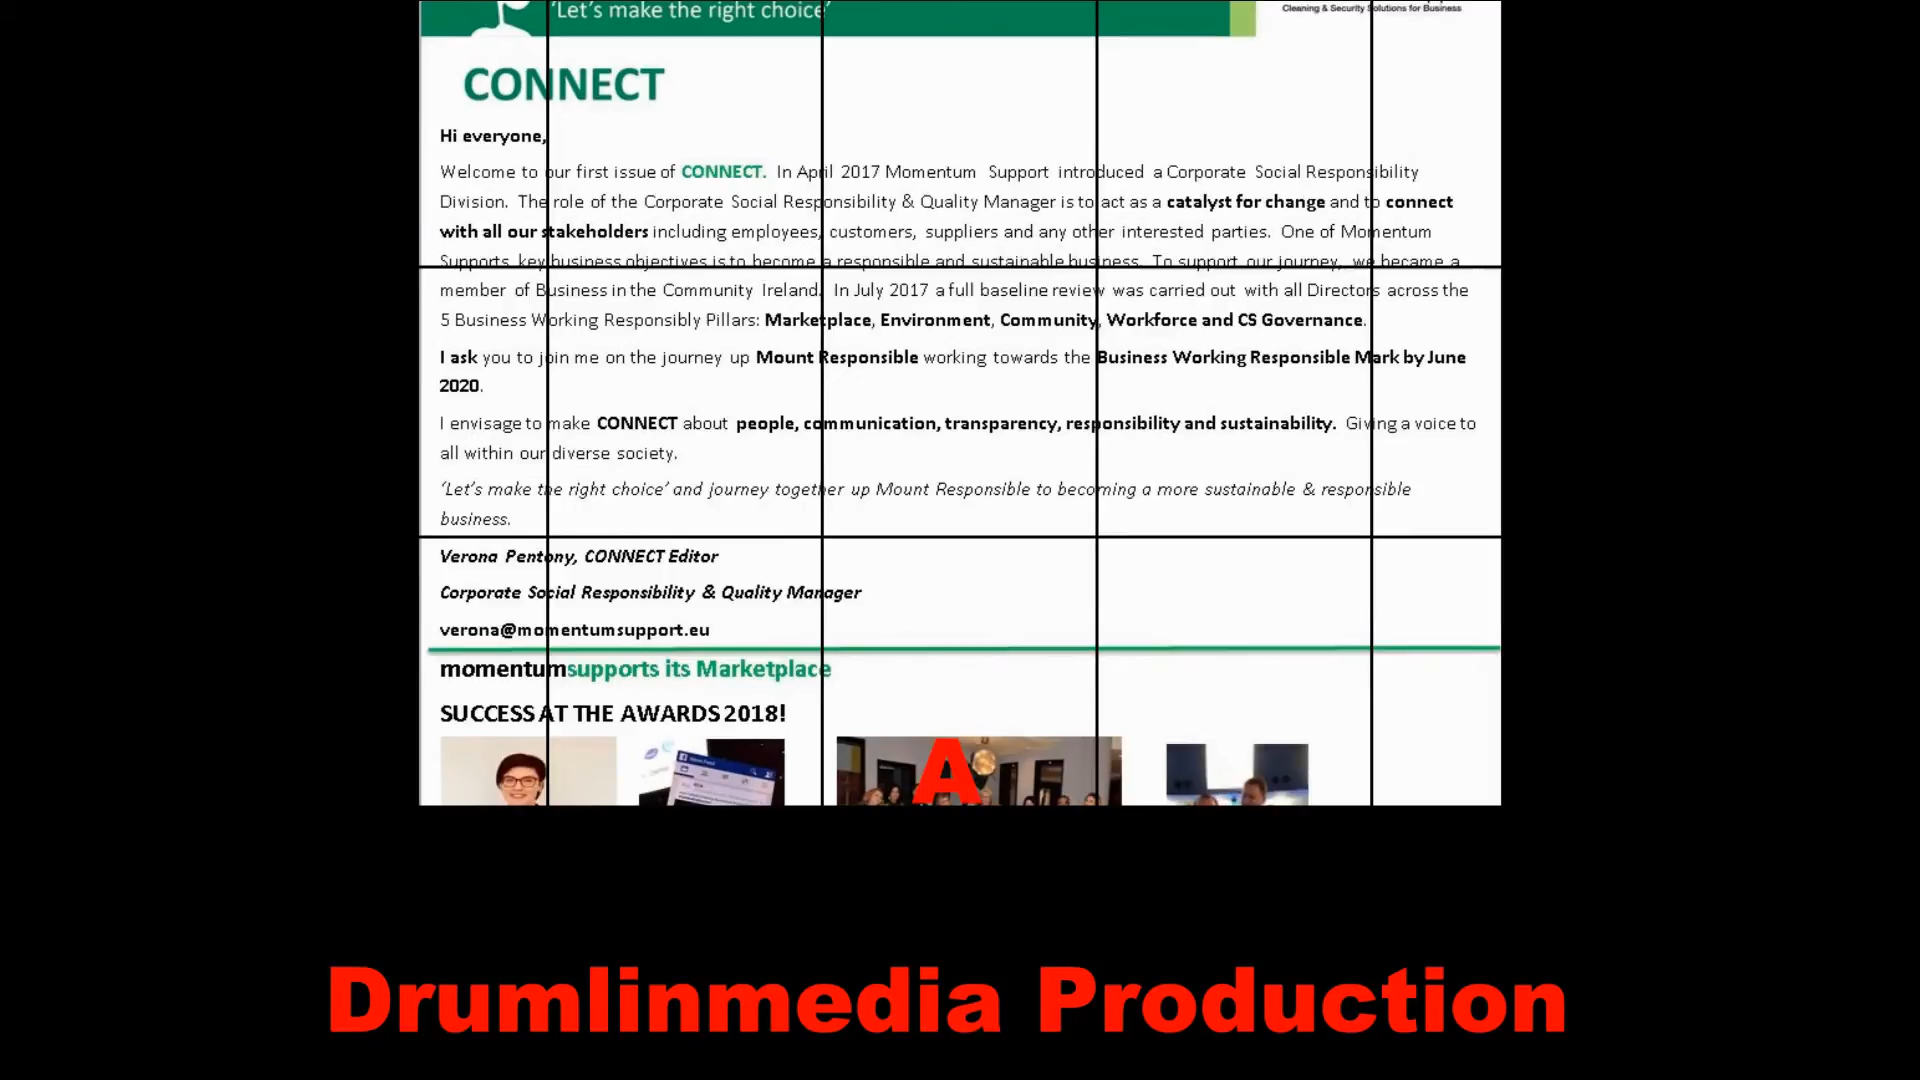 'Let's make the right choice'
Cleaning & Security Solutions for Business
CONNECT
Hi everyone,
Welcome to our first issue of CONNECT. In April 2017 Momentum Support introduced a Corporate Social Responsibility
Division. The role of the Corporate Social Responsibility & Quality Manager is to act as a catalyst for change and to connect
with all our stakeholders including employees, customers, suppliers and any other interested parties. One of Momentum
Supports key business objectives is to become a responsible and sustainable business. To support our journey, we became a
member of Business in the Community Ireland. In July 2017 a full baseline review was carried out with all Directors across the
5 Business Working Responsibly Pillars: Marketplace, Environment, Community, Workforce and CS Governance.
I ask you to join me on the journey up Mount Responsible working towards the Business Working Responsible Mark by June
2020.
I envisage to make CONNECT about people, communication, transparency, responsibility and sustainability. Giving a voice to
all within our diverse society.
'Let's make the right choice' and journey together up Mount Responsible to becoming a more sustainable & responsible
business.
Verona Pentony, CONNECT Editor
Corporate Social Responsibility & Quality Manager
verona@momentumsupport.eu
momentumsupports its Marketplace
SUCCESS AT THE AWARDS 2018!
A
Drumlinmedia Production